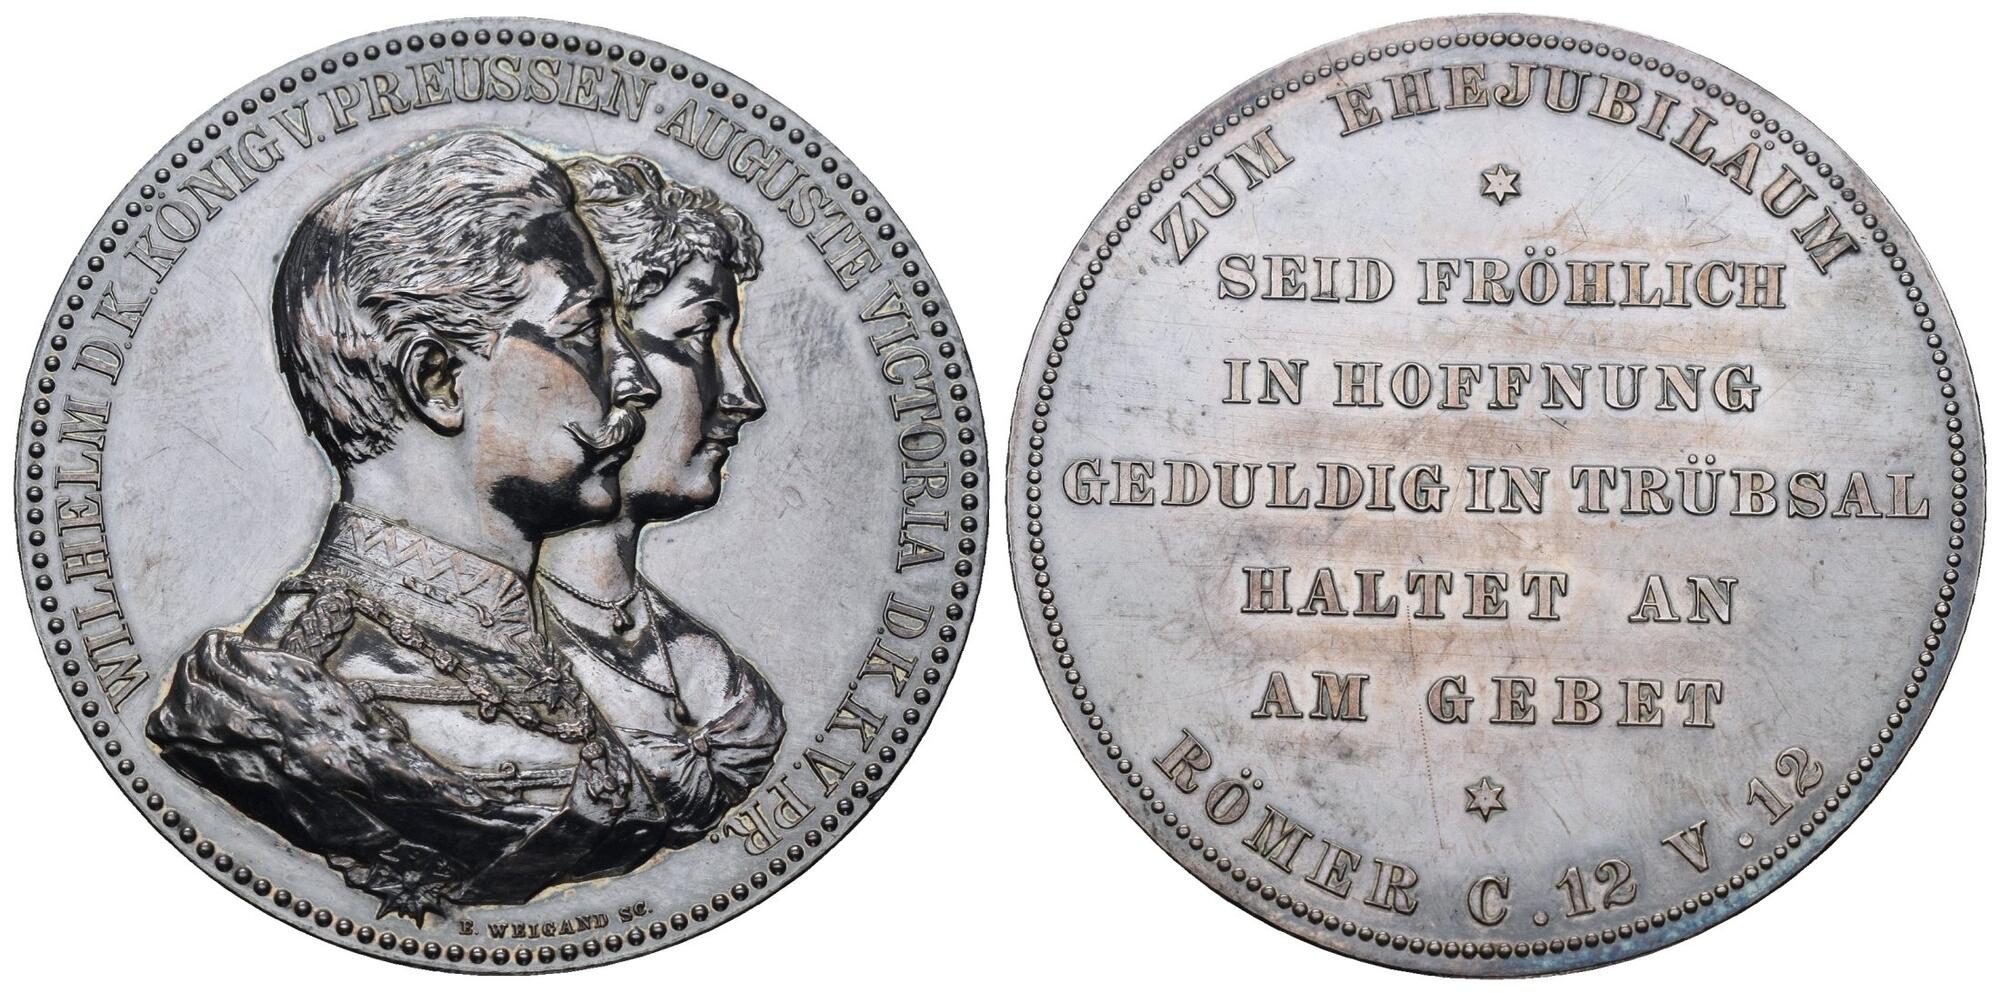 WILHELM D.K. KÖNIG V. PREUSSEN. AUGUSTE VICTORIA D.K.K.V.PR.
E. WEIGAND SC.
ZUM EHEJUBILÄUM
SEID FRÖHLICH
IN HOFFNUNG
GEDULDIG IN TRÜBSAL
HALTET AN
AM GEBET
RÖMER C.12 V.12